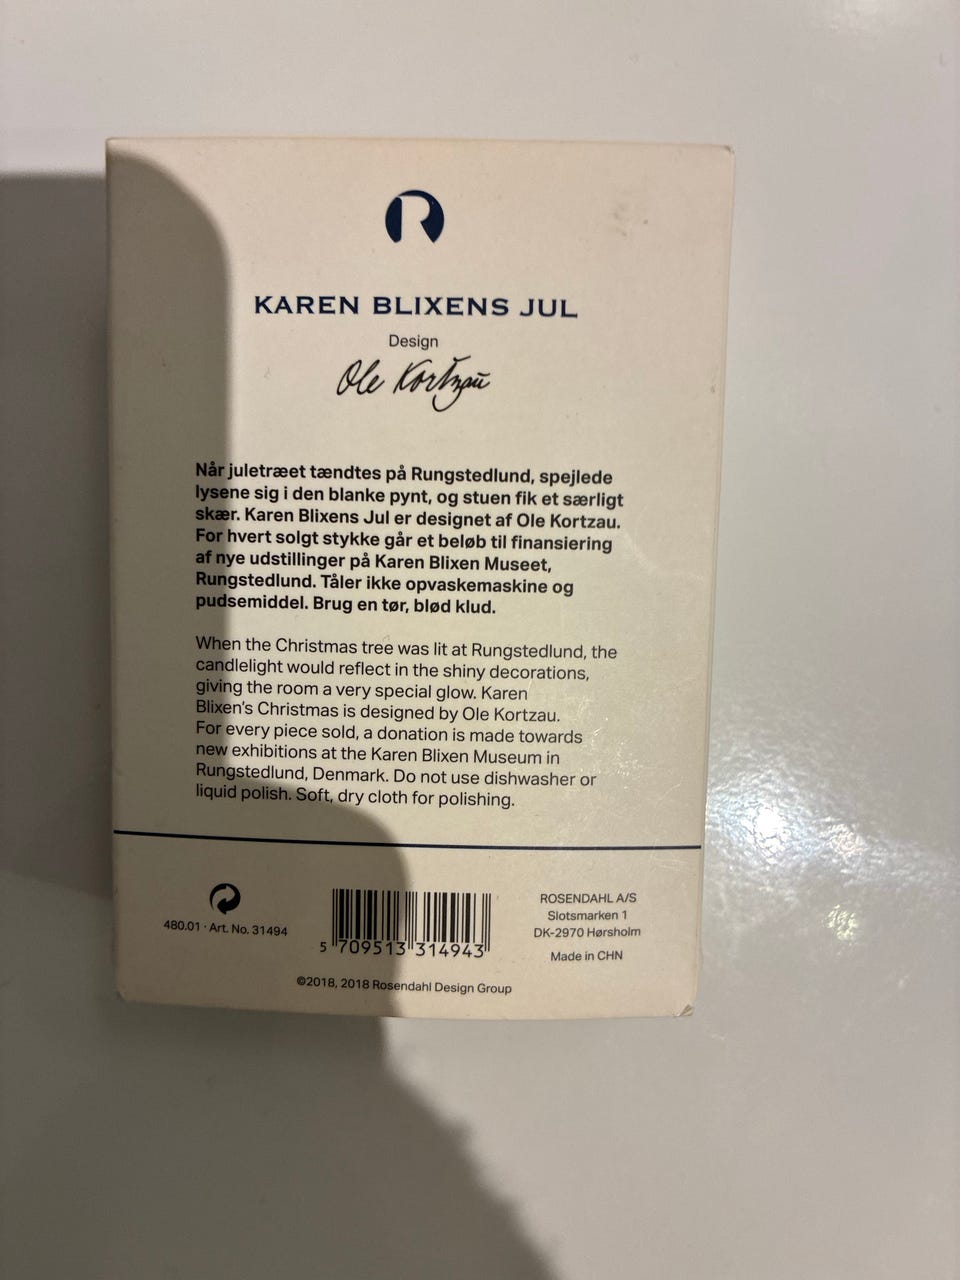 R
KAREN BLIXENS JUL
Design
Ole Kortzau
Når juletræet tændtes på Rungstedlund, spejlede
lysene sig i den blanke pynt, og stuen fik et særligt
skær. Karen Blixens Jul er designet af Ole Kortzau.
For hvert solgt stykke går et beløb til finansiering
af nye udstillinger på Karen Blixen Museet,
Rungstedlund. Tåler ikke opvaskemaskine og
pudsemiddel. Brug en tør, blød klud.
When the Christmas tree was lit at Rungstedlund, the
candlelight would reflect in the shiny decorations,
giving the room a very special glow. Karen
Blixen's Christmas is designed by Ole Kortzau.
For every piece sold, a donation is made towards
new exhibitions at the Karen Blixen Museum in
Rungstedlund, Denmark. Do not use dishwasher or
liquid polish. Soft, dry cloth for polishing.
480.01 · Art. No. 31494
5 709513 314943
ROSENDAHL A/S
Slotsmarken 1
DK-2970 Hørsholm
Made in CHN
©2018, 2018 Rosendahl Design Group